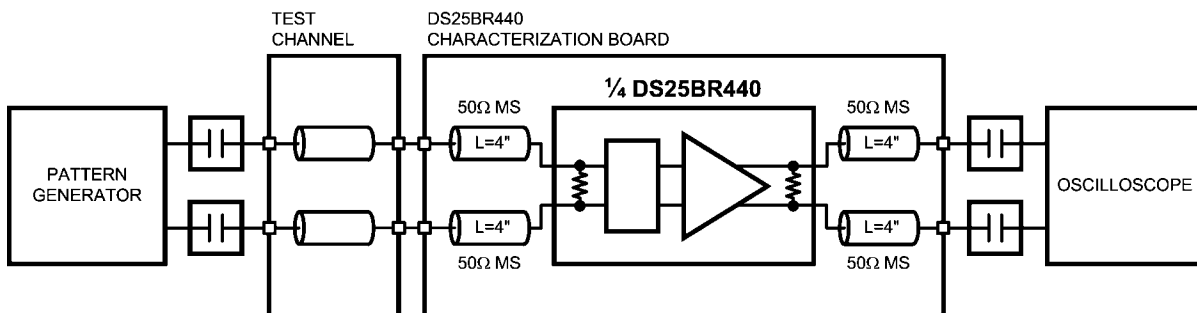 TEST
CHANNEL
DS25BR440
CHARACTERIZATION BOARD
¼ DS25BR440
50Ω MS
50Ω MS
L=4"
L=4"
PATTERN
GENERATOR
OSCILLOSCOPE
L=4"
L=4"
50Ω MS
50Ω MS